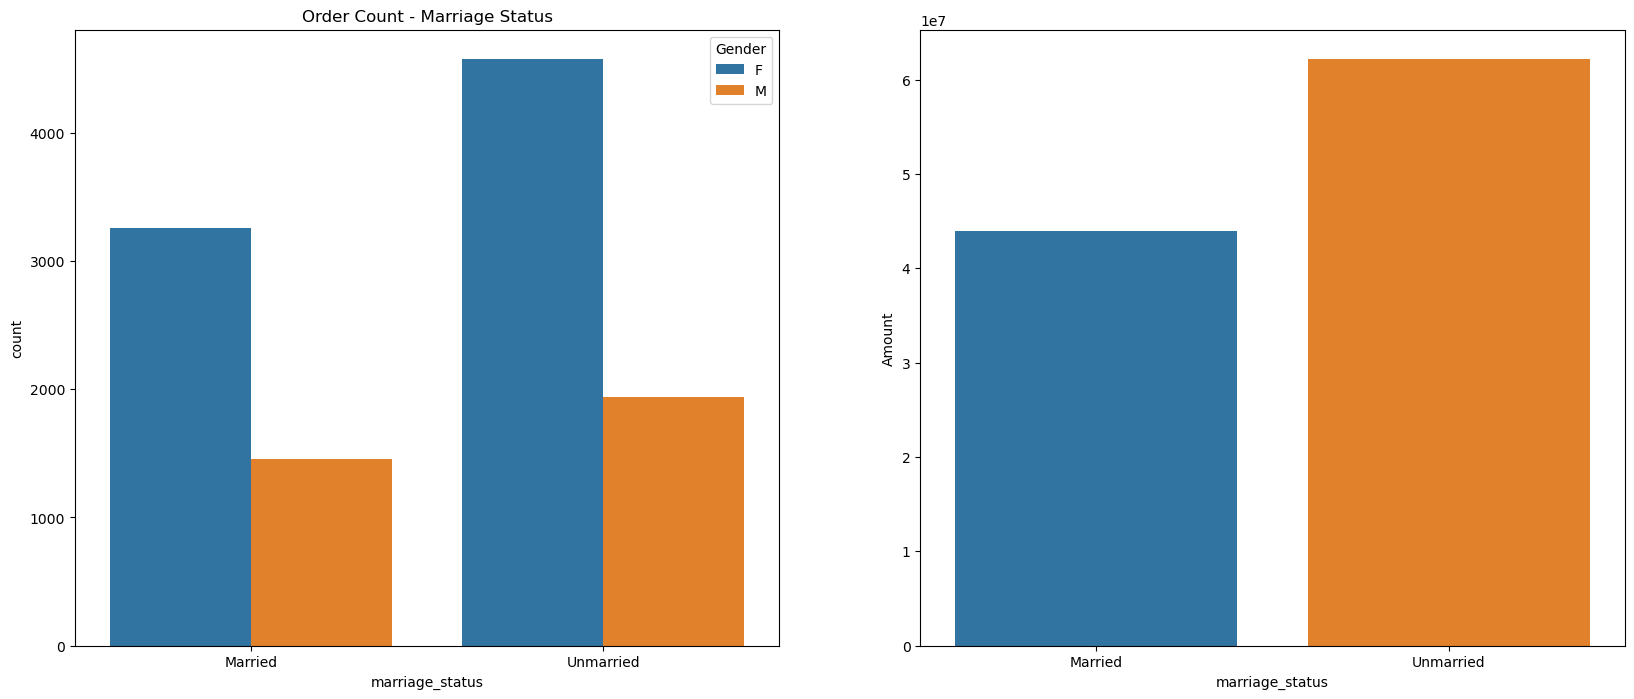 Order Count - Marriage Status
Gender
F
M
4000
3000
2000
1000
0
count
Married
Unmarried
marriage_status
1e7
6
5
4
3
2
1
0
Amount
Married
Unmarried
marriage_status